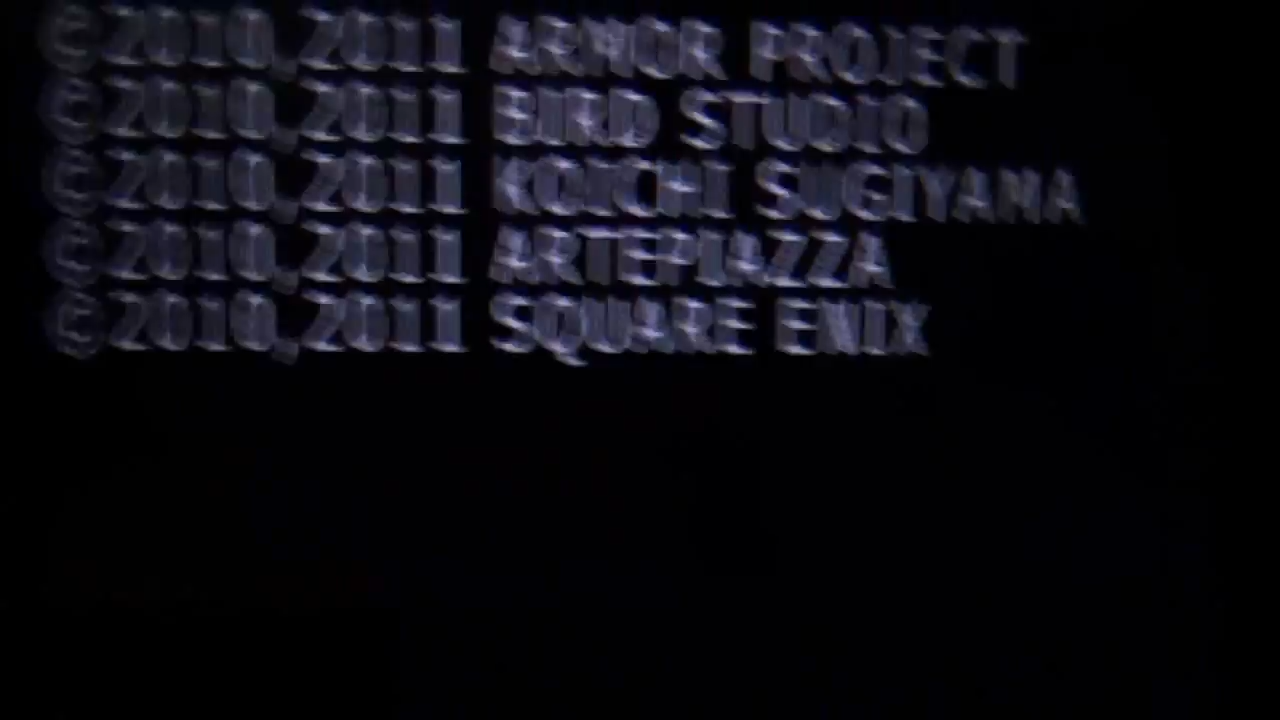 ©2010,2011 ARMOR PROJECT
©2010,2011 BIRD STUDIO
©2010,2011 KOICHI SUGIYAMA
©2010,2011 ARTEPIAZZA
©2010,2011 SQUARE ENIX